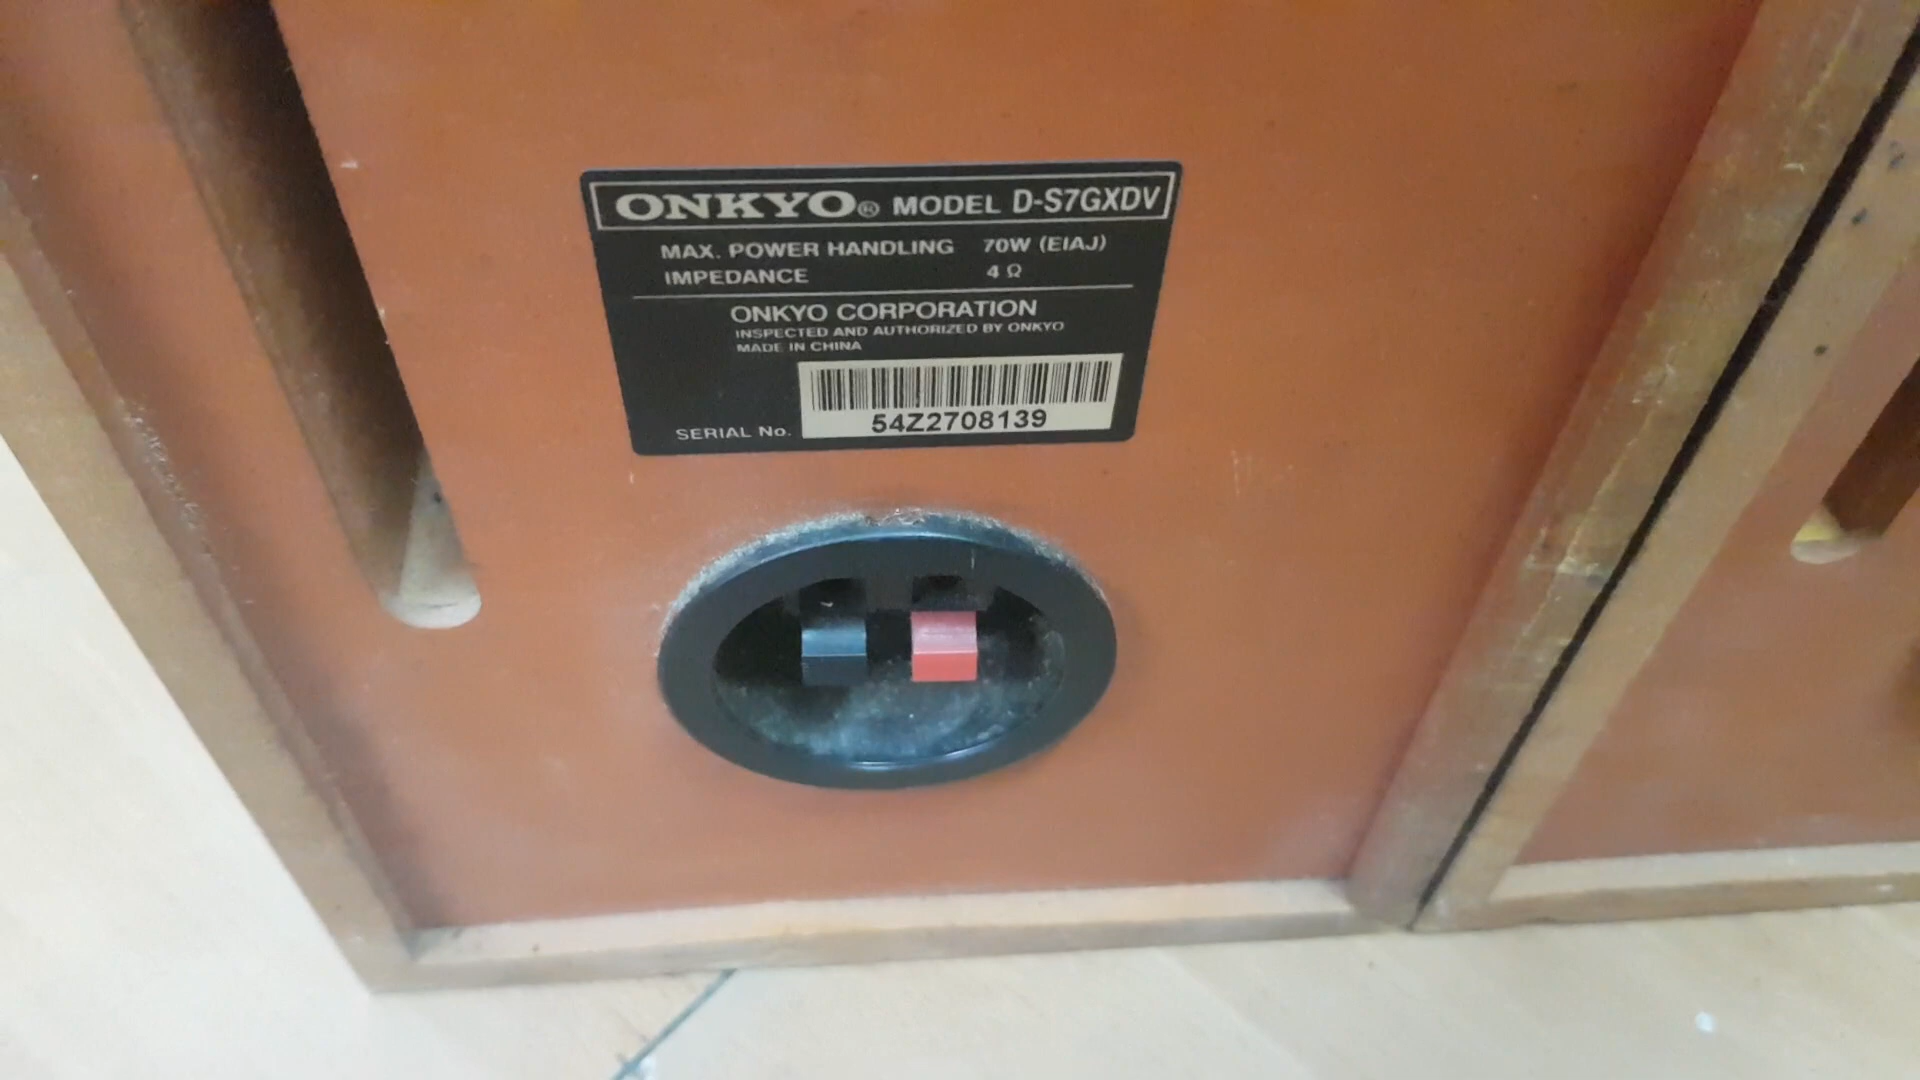 ONKYO® MODEL D-S7GXDV
MAX. POWER HANDLING 70W (EIAJ)
IMPEDANCE 4 Ω
ONKYO CORPORATION
INSPECTED AND AUTHORIZED BY ONKYO
MADE IN CHINA
SERIAL No. 54Z2708139